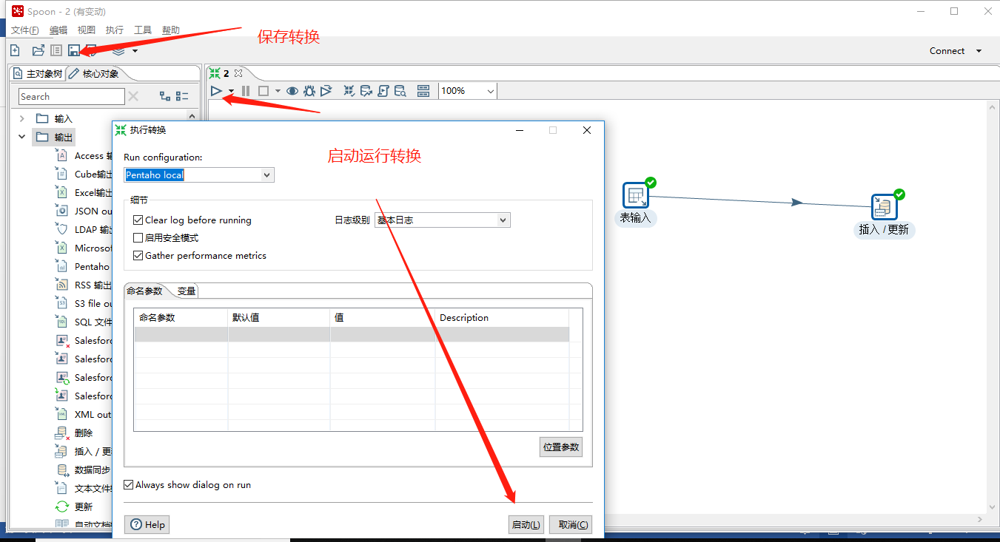 Spoon - 2 (有变动)
文件(F) 编辑 视图 执行 工具 帮助
保存转换
Connect
主对象树 核心对象
2
Search
100%
输入
输出
Access 输
Cube输出
Excel输出
JSON ou
LDAP 输出
Microsof
Pentaho
RSS 输出
S3 file ou
SQL 文件
Salesforc
Salesforc
Salesforc
Salesforc
XML out
删除
插入 / 更
数据同步
文本文件
更新
自动文档
执行转换
Run configuration:
Pentaho local
启动运行转换
细节
Clear log before running
日志级别 基本日志
启用安全模式
Gather performance metrics
命名参数 变量
命名参数 默认值 值 Description
位置参数
Always show dialog on run
Help
启动(L) 取消(C)
表输入
插入 / 更新